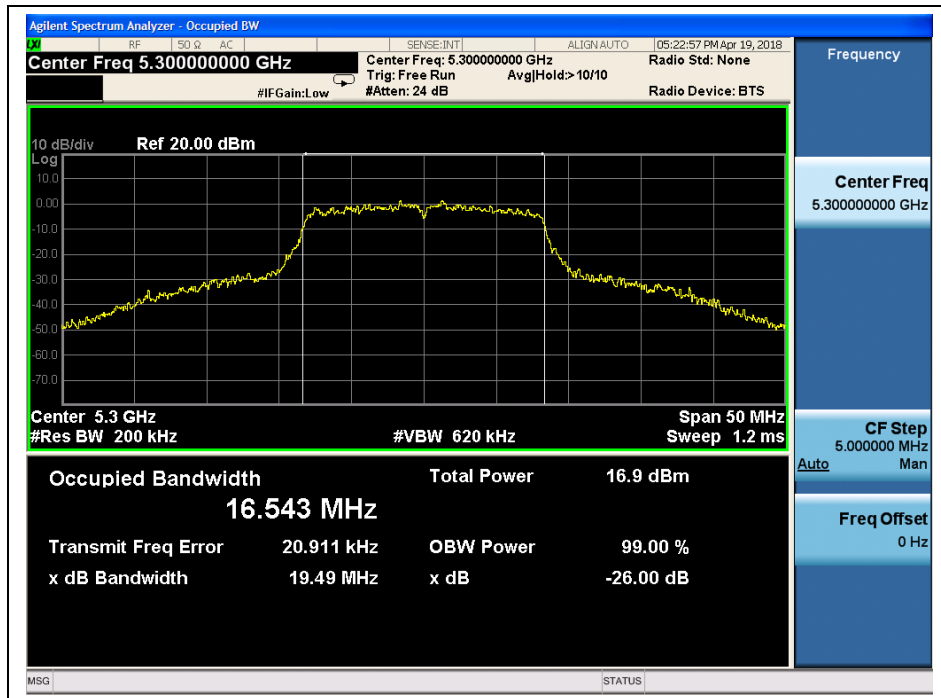 Agilent Spectrum Analyzer - Occupied BW
LXI RF 50 Ω AC SENSE:INT ALIGN AUTO 05:22:57 PM Apr 19, 2018
Center Freq 5.300000000 GHz
Center Freq: 5.300000000 GHz
Radio Std: None
Trig: Free Run Avg|Hold:>10/10
#IFGain:Low
#Atten: 24 dB
Radio Device: BTS
10 dB/div Ref 20.00 dBm
Log
10.0
0.00
-10.0
-20.0
-30.0
-40.0
-50.0
-60.0
-70.0
Center 5.3 GHz
Span 50 MHz
#Res BW 200 kHz
#VBW 620 kHz
Sweep 1.2 ms
Occupied Bandwidth
16.543 MHz
Total Power 16.9 dBm
Transmit Freq Error 20.911 kHz
OBW Power 99.00 %
x dB Bandwidth 19.49 MHz
x dB -26.00 dB
Frequency
Center Freq
5.300000000 GHz
CF Step
5.000000 MHz
Auto Man
Freq Offset
0 Hz
MSG
STATUS